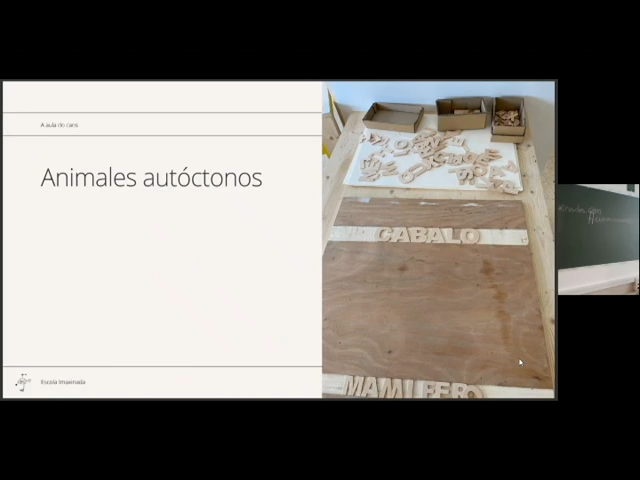 A aula do cans
Animales autóctonos
CABALO
MAMIFERO
Escola Imaxinada